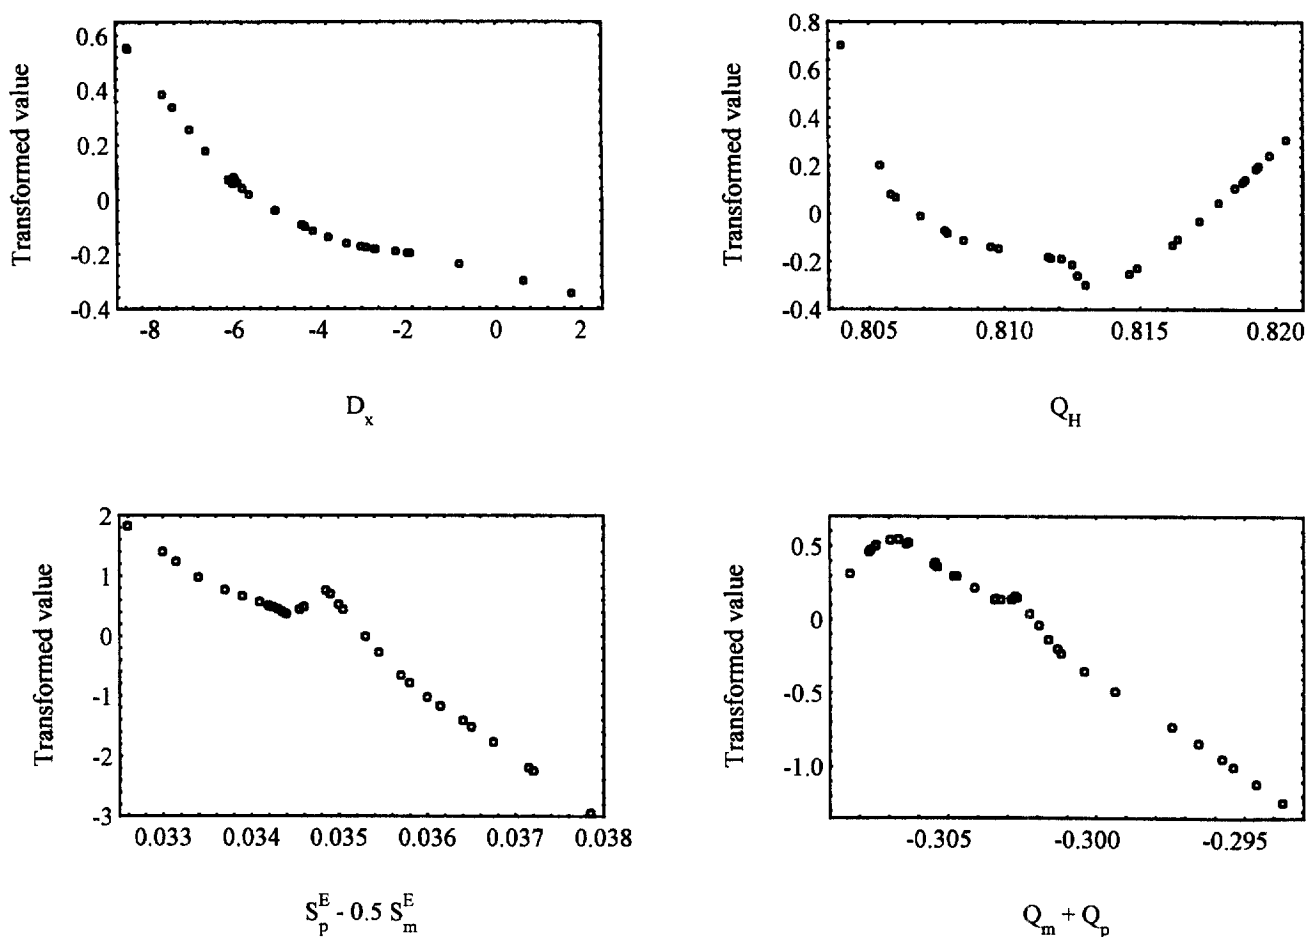 Transformed value
0.6
0.4
0.2
0
-0.2
-0.4
-8 -6 -4 -2 0 2
D_x
Transformed value
0.8
0.6
0.4
0.2
0
-0.2
-0.4
0.805 0.810 0.815 0.820
Q_H
Transformed value
2
1
0
-1
-2
-3
0.033 0.034 0.035 0.036 0.037 0.038
S_p^E - 0.5 S_m^E
Transformed value
0.5
0
-0.5
-1.0
-0.305 -0.300 -0.295
Q_m + Q_p